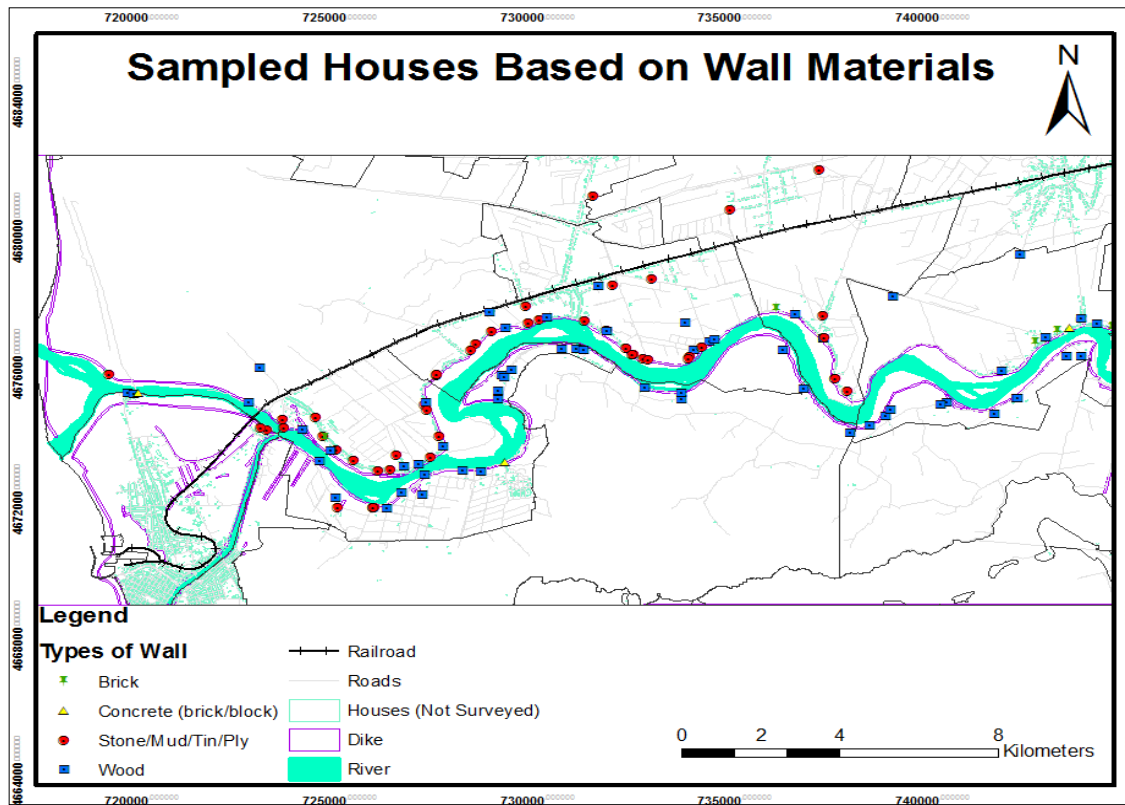 720000 725000 730000 735000 740000
Sampled Houses Based on Wall Materials
N
4684000
4680000
4676000
4672000
4668000
4664000
Legend
Types of Wall
Brick
Concrete (brick/block)
Stone/Mud/Tin/Ply
Wood
Railroad
Roads
Houses (Not Surveyed)
Dike
River
0 2 4 8
Kilometers
720000 725000 730000 735000 740000